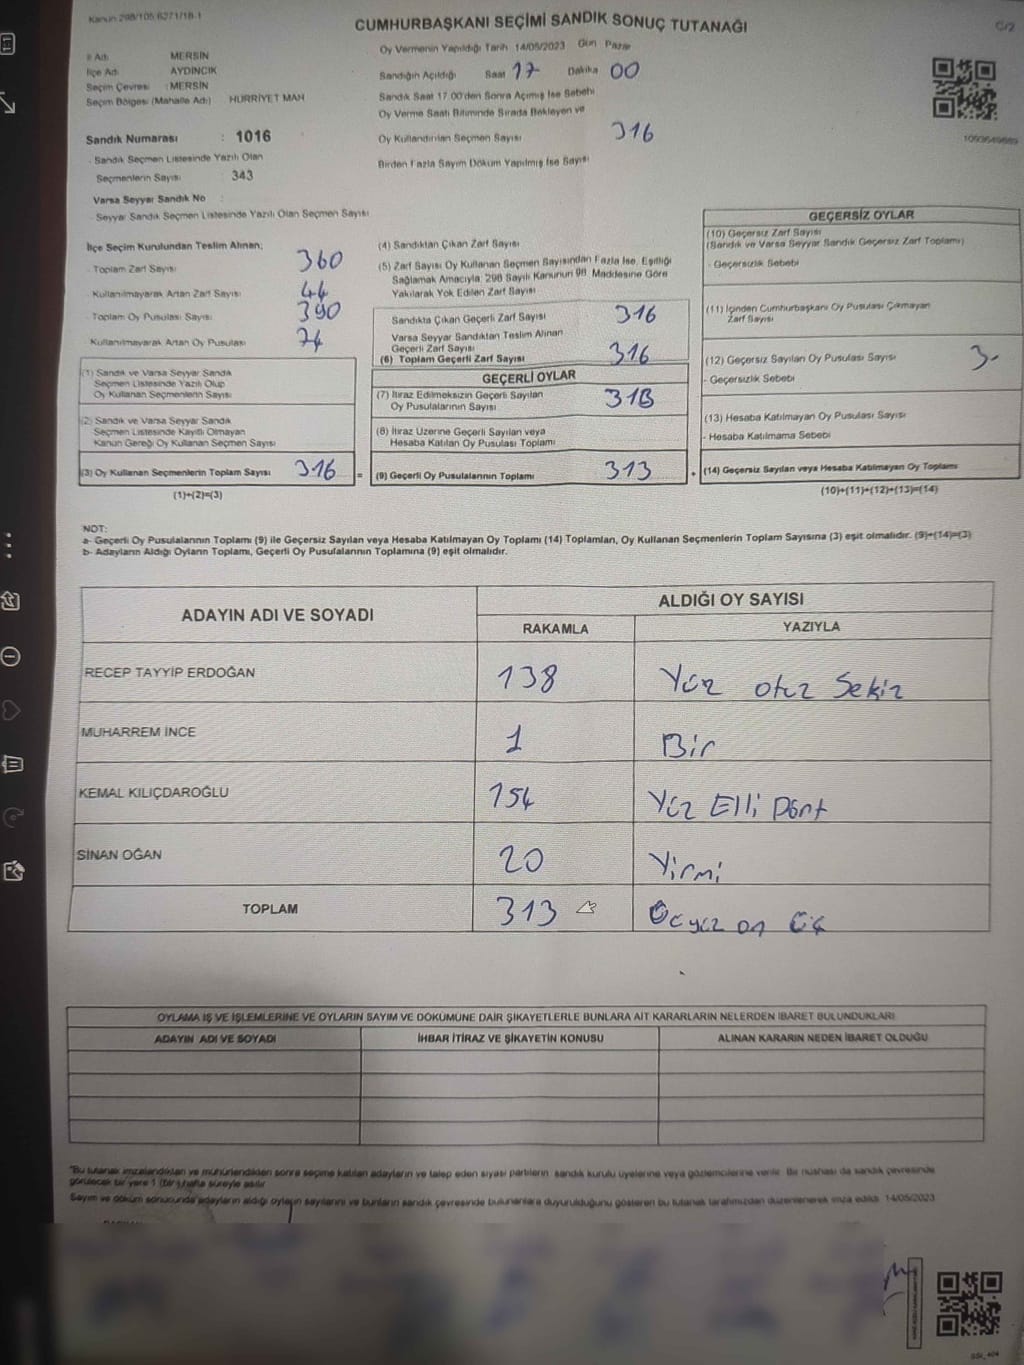 Kanun 298/105 6271/18-1
CUMHURBAŞKANI SEÇİMİ SANDIK SONUÇ TUTANAĞI
C/2
İl Adı MERSİN
İlçe Adı AYDINCIK
Seçim Çevresi : MERSİN
Seçim Bölgesi (Mahalle Adı) HÜRRİYET MAH
Sandık Numarası : 1016
- Sandık Seçmen Listesinde Yazılı Olan
Seçmenlerin Sayısı 343
Varsa Seyyar Sandık No :
- Seyyar Sandık Seçmen Listesinde Yazılı Olan Seçmen Sayısı
Oy Vermenin Yapıldığı Tarih 14/05/2023 Gün Pazar
Sandığın Açıldığı Saat 17 Dakika 00
Sandık Saat 17.00'den Sonra Açılmış İse Sebebi
Oy Verme Saati Bitiminde Sırada Bekleyen ve
Oy Kullandırılan Seçmen Sayısı 316
Birden Fazla Sayım Döküm Yapılmış İse Sayısı
İlçe Seçim Kurulundan Teslim Alınan;
- Toplam Zarf Sayısı 360
- Kullanılmayarak Artan Zarf Sayısı 44
- Toplam Oy Pusulası Sayısı 390
Kullanılmayarak Artan Oy Pusulası 74
(1) Sandık ve Varsa Seyyar Sandık
Seçmen Listesinde Yazılı Olup
Oy Kullanan Seçmenlerin Sayısı
(2) Sandık ve Varsa Seyyar Sandık
Seçmen Listesinde Kayıtlı Olmayan
Kanun Gereği Oy Kullanan Seçmen Sayısı
(3) Oy Kullanan Seçmenlerin Toplam Sayısı 316 =
(1)+(2)=(3)
(4) Sandıktan Çıkan Zarf Sayısı
(5) Zarf Sayısı Oy Kullanan Seçmen Sayısından Fazla İse, Eşitliği
Sağlamak Amacıyla; 298 Sayılı Kanunun 98. Maddesine Göre
Yakılarak Yok Edilen Zarf Sayısı
Sandıkta Çıkan Geçerli Zarf Sayısı 316
Varsa Seyyar Sandıktan Teslim Alınan
Geçerli Zarf Sayısı
(6) Toplam Geçerli Zarf Sayısı 316
GEÇERLİ OYLAR
(7) İtiraz Edilmeksizin Geçerli Sayılan
Oy Pusulalarının Sayısı 313
(8) İtiraz Üzerine Geçerli Sayılan veya
Hesaba Katılan Oy Pusulası Toplamı
(9) Geçerli Oy Pusulalarının Toplamı 313 +
GEÇERSİZ OYLAR
(10) Geçersiz Zarf Sayısı
(Sandık ve Varsa Seyyar Sandık Geçersiz Zarf Toplamı)
- Geçersizlik Sebebi
(11) İçinden Cumhurbaşkanı Oy Pusulası Çıkmayan
Zarf Sayısı
(12) Geçersiz Sayılan Oy Pusulası Sayısı 3-
- Geçersizlik Sebebi
(13) Hesaba Katılmayan Oy Pusulası Sayısı
- Hesaba Katılmama Sebebi
(14) Geçersiz Sayılan veya Hesaba Katılmayan Oy Toplamı
(10)+(11)+(12)+(13)=(14)
NOT:
a- Geçerli Oy Pusulalarının Toplamı (9) ile Geçersiz Sayılan veya Hesaba Katılmayan Oy Toplamı (14) Toplamları, Oy Kullanan Seçmenlerin Toplam Sayısına (3) eşit olmalıdır. (9)+(14)=(3)
b- Adayların Aldığı Oyların Toplamı, Geçerli Oy Pusulalarının Toplamına (9) eşit olmalıdır.
ADAYIN ADI VE SOYADI
ALDIĞI OY SAYISI
RAKAMLA YAZIYLA
RECEP TAYYİP ERDOĞAN 138 Yüz otuz Sekiz
MUHARREM İNCE 1 Bir
KEMAL KILIÇDAROĞLU 154 Yüz Elli Dört
SİNAN OĞAN 20 Yirmi
TOPLAM 313 Üçyüz on Üç
OYLAMA İŞ VE İŞLEMLERİNE VE OYLARIN SAYIM VE DÖKÜMÜNE DAİR ŞİKAYETLERLE BUNLARA AİT KARARLARIN NELERDEN İBARET BULUNDUKLARI
ADAYIN ADI VE SOYADI İHBAR İTİRAZ VE ŞİKAYETİN KONUSU ALINAN KARARIN NEDEN İBARET OLDUĞU
*Bu tutanak imzalandıktan ve mühürlendikten sonra seçime katılan adayların ve talep eden siyasi partilerin sandık kurulu üyelerine veya gözlemcilerine verilir. Bir nüshası da sandık çevresinde
görülecek bir yere 1 (bir) hafta süreyle asılır
Sayım ve döküm sonucunda adayların aldığı oyların sayılarını ve bunların sandık çevresinde bulunanlara duyurulduğunu gösteren bu tutanak tarafımızdan düzenlenerek imza edildi. 14/05/2023